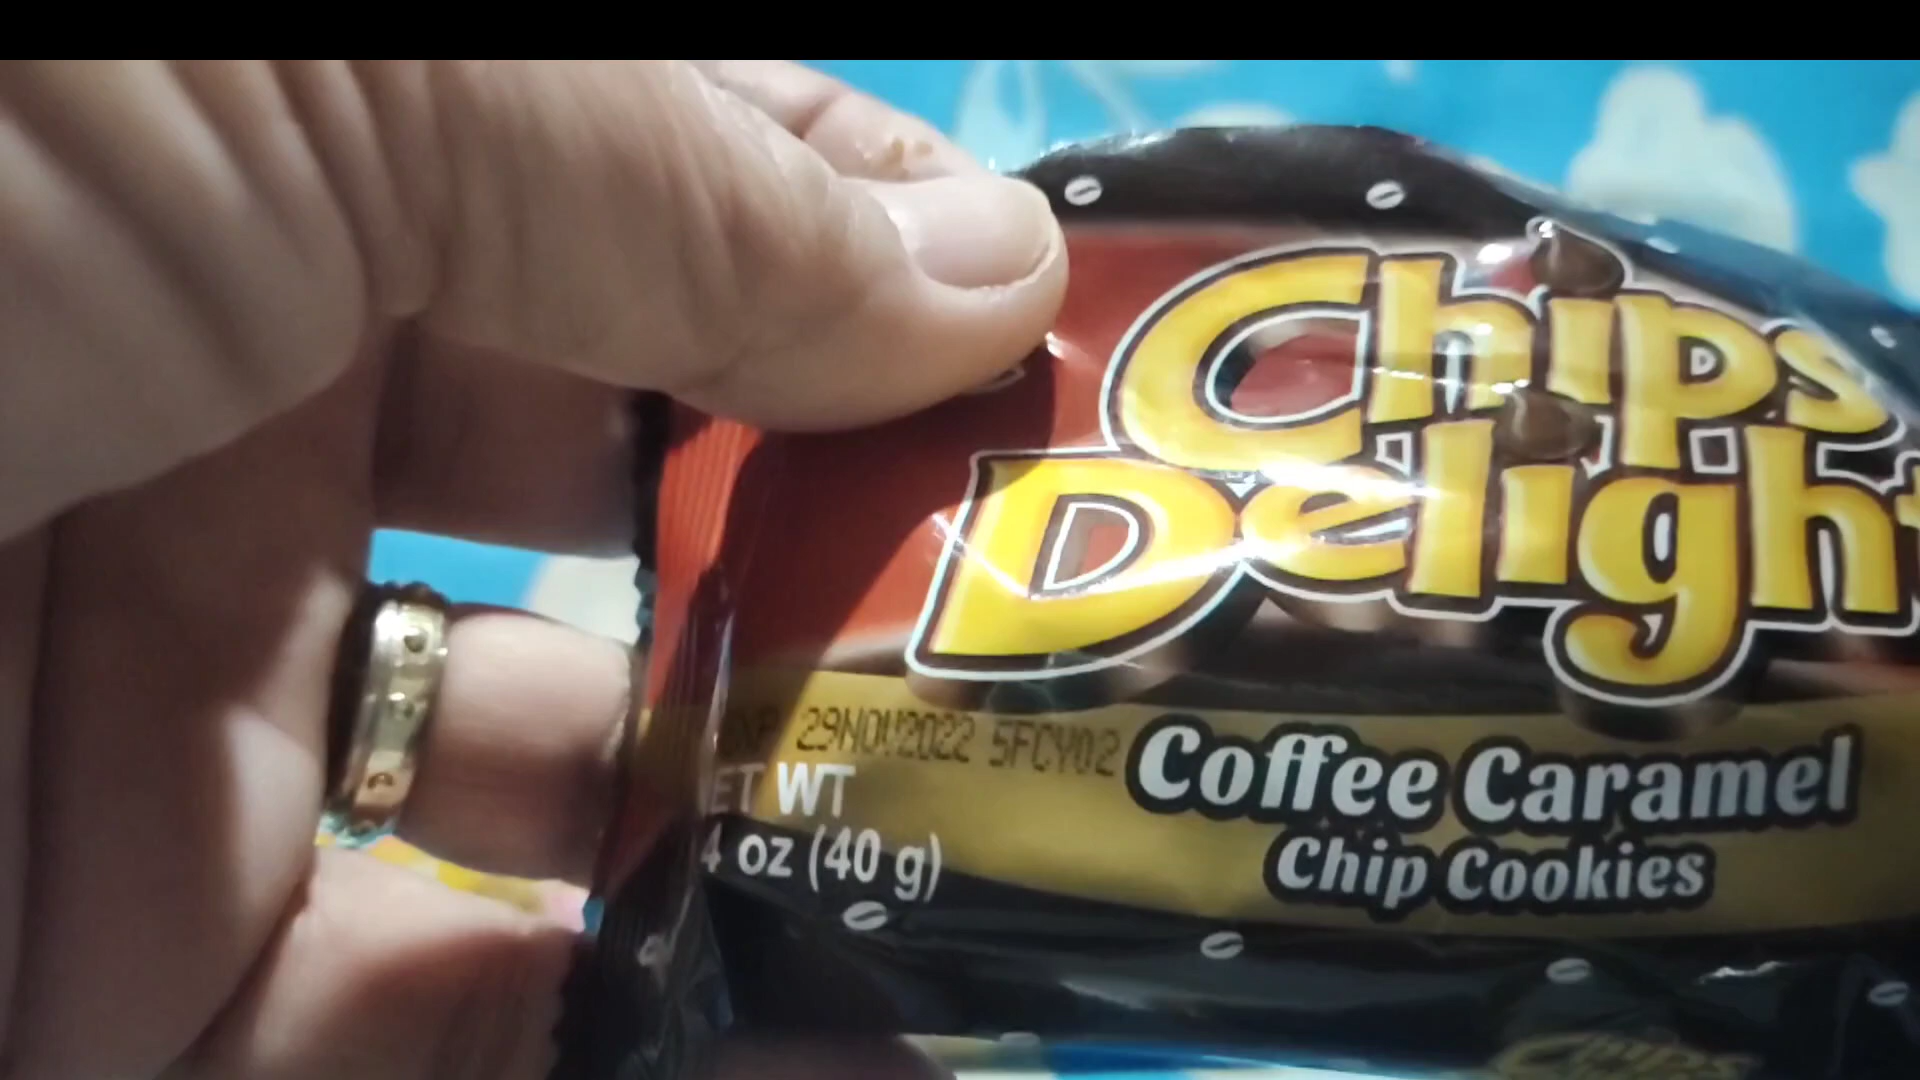 Chips
Delight
29NOV2022 5FCY02
ET WT
4 oz (40 g)
Coffee Caramel
Chip Cookies